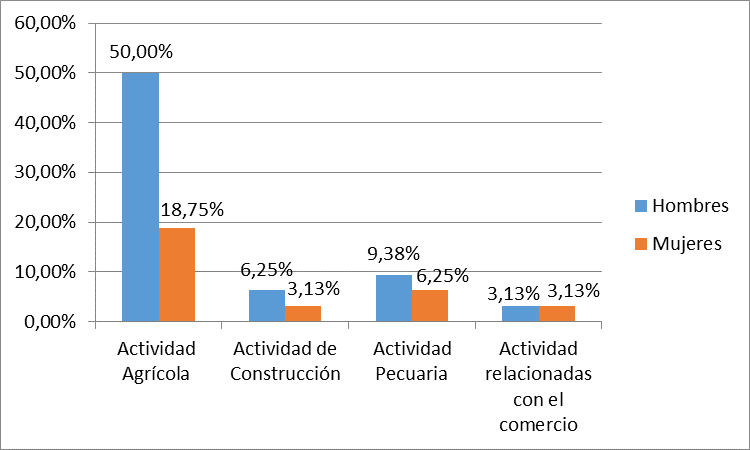 60,00%
50,00%
40,00%
30,00%
20,00%
10,00%
0,00%
50,00%
18,75%
6,25%
3,13%
9,38%
6,25%
3,13%
3,13%
Actividad
Agrícola
Actividad de
Construcción
Actividad
Pecuaria
Actividad
relacionadas
con el
comercio
Hombres
Mujeres